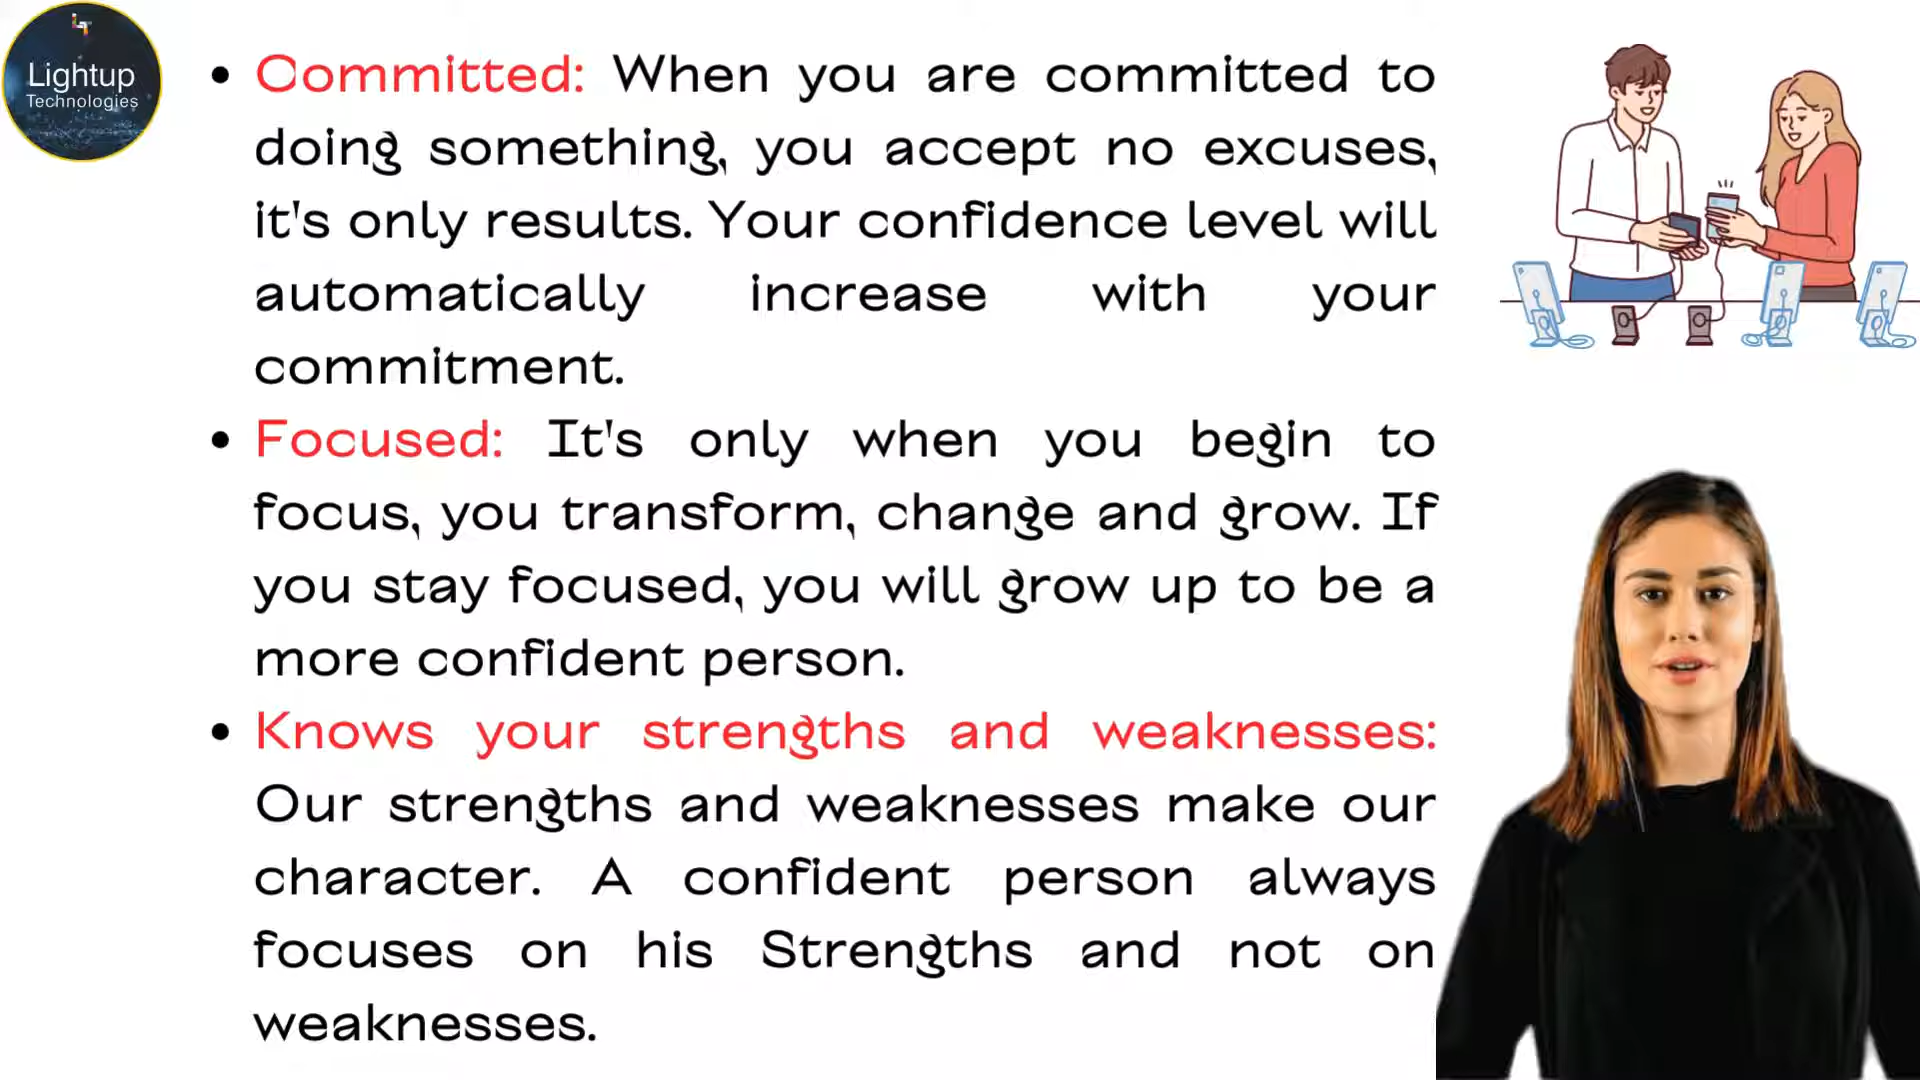 Lightup
Technologies
• Committed: When you are committed to
doing something, you accept no excuses,
it's only results. Your confidence level will
automatically increase with your
commitment.
• Focused: It's only when you begin to
focus, you transform, change and grow. If
you stay focused, you will grow up to be a
more confident person.
• Knows your strengths and weaknesses:
Our strengths and weaknesses make our
character. A confident person always
focuses on his Strengths and not on
weaknesses.